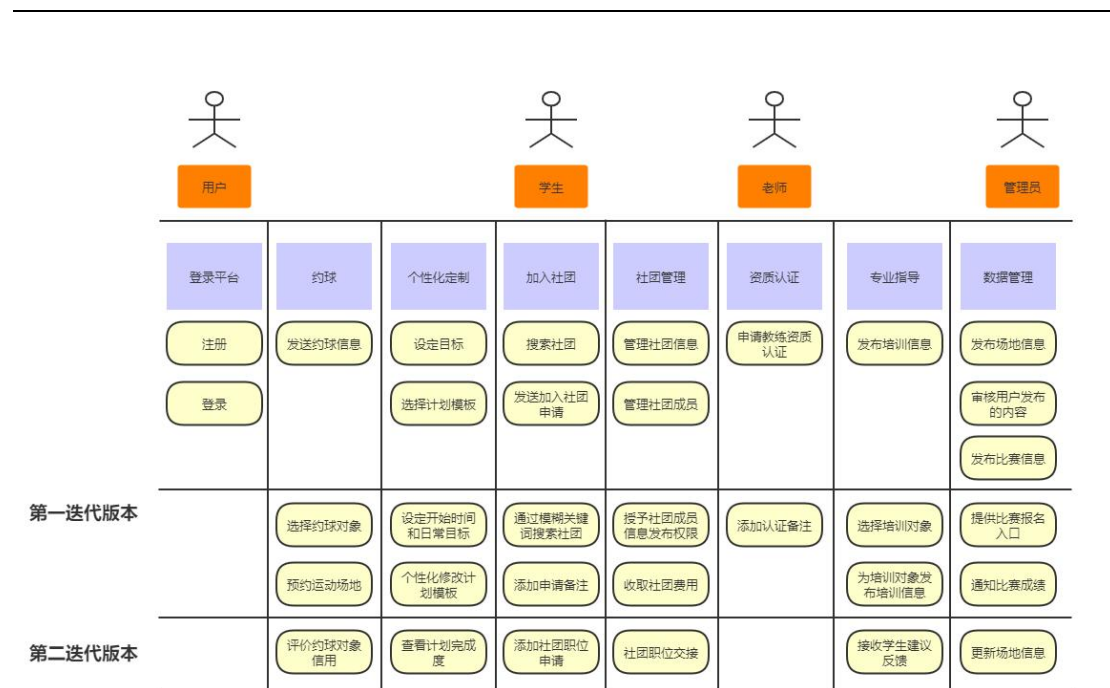 用户
学生
老师
管理员
登录平台
约球
个性化定制
加入社团
社团管理
资质认证
专业指导
数据管理
注册
发送约球信息
设定目标
搜索社团
管理社团信息
申请教练资质
认证
发布培训信息
发布场地信息
登录
选择计划模板
发送加入社团
申请
管理社团成员
审核用户发布
的内容
发布比赛信息
第一迭代版本
选择约球对象
设定开始时间
和日常目标
通过模糊关键
词搜索社团
授予社团成员
信息发布权限
添加认证备注
选择培训对象
提供比赛报名
入口
预约运动场地
个性化修改计
划模板
添加申请备注
收取社团费用
为培训对象发
布培训信息
通知比赛成绩
第二迭代版本
评价约球对象
信用
查看计划完成
度
添加社团职位
申请
社团职位交接
接收学生建议
反馈
更新场地信息